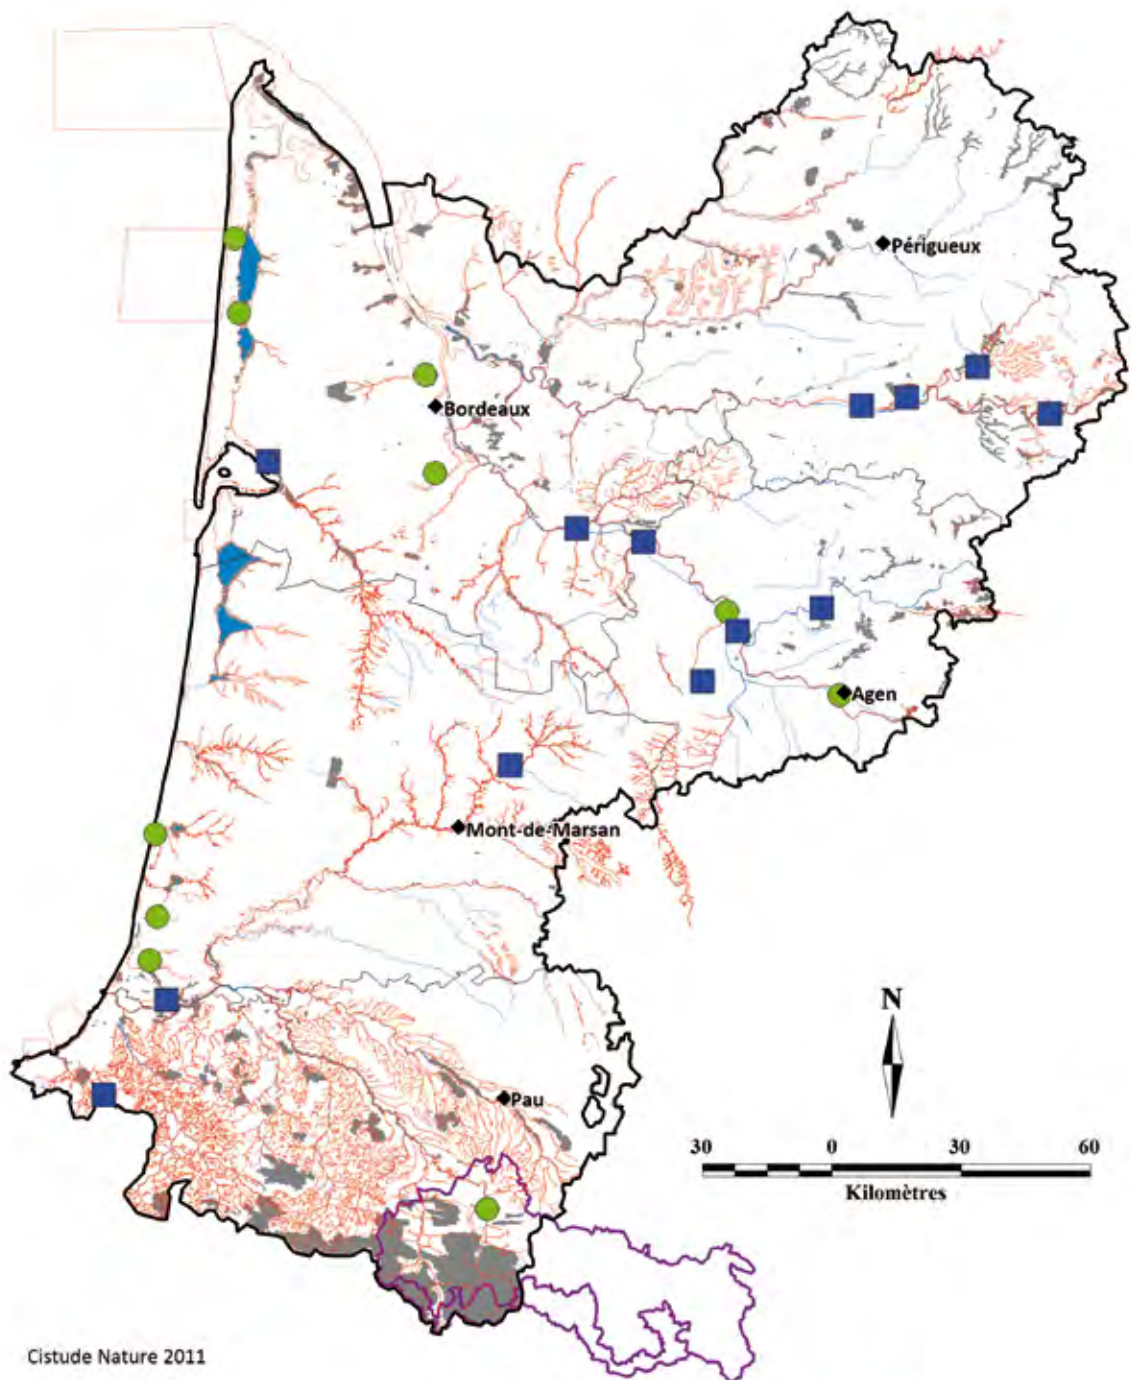 Périgueux
Bordeaux
Agen
Mont-de-Marsan
N
Pau
30 0 30 60
Kilomètres
Cistude Nature 2011